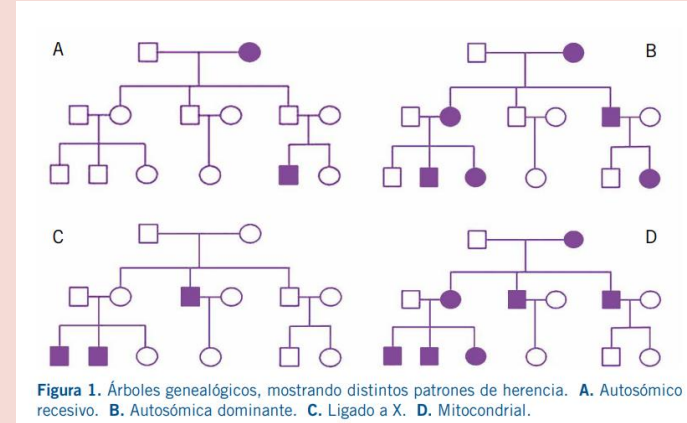 A
B
C
D
Figura 1. Árboles genealógicos, mostrando distintos patrones de herencia. A. Autosómico
recesivo. B. Autosómica dominante. C. Ligado a X. D. Mitocondrial.